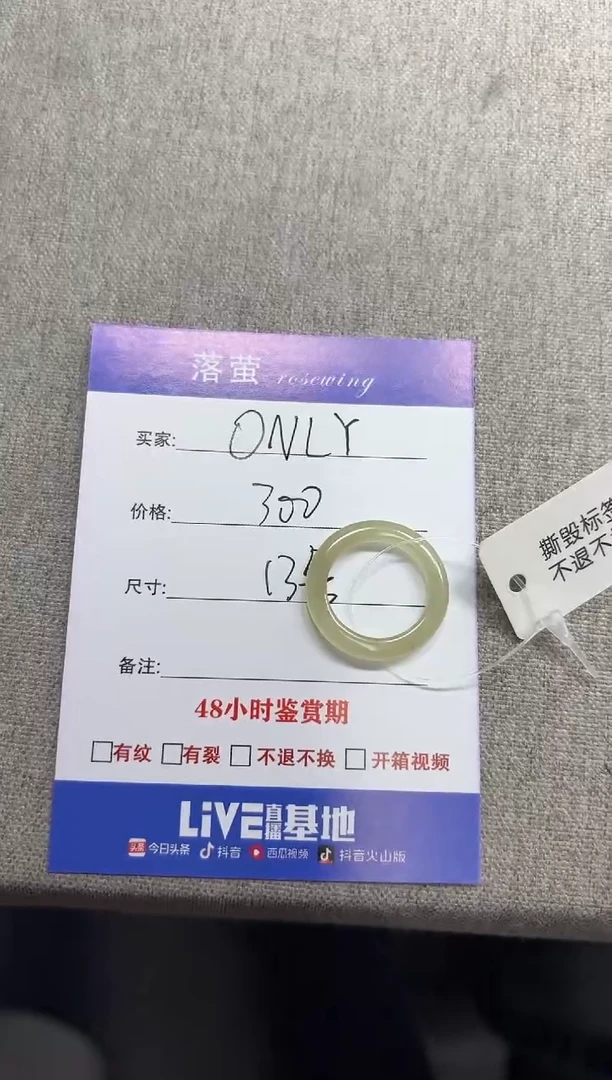 落萤 rosewing
买家: ONLY
价格: 300
尺寸: 13
备注:
48小时鉴赏期
有纹 有裂 不退不换 开箱视频
LiVE直播基地
头条 今日头条 抖音 西瓜视频 抖音火山版
撕毁标签
不退不